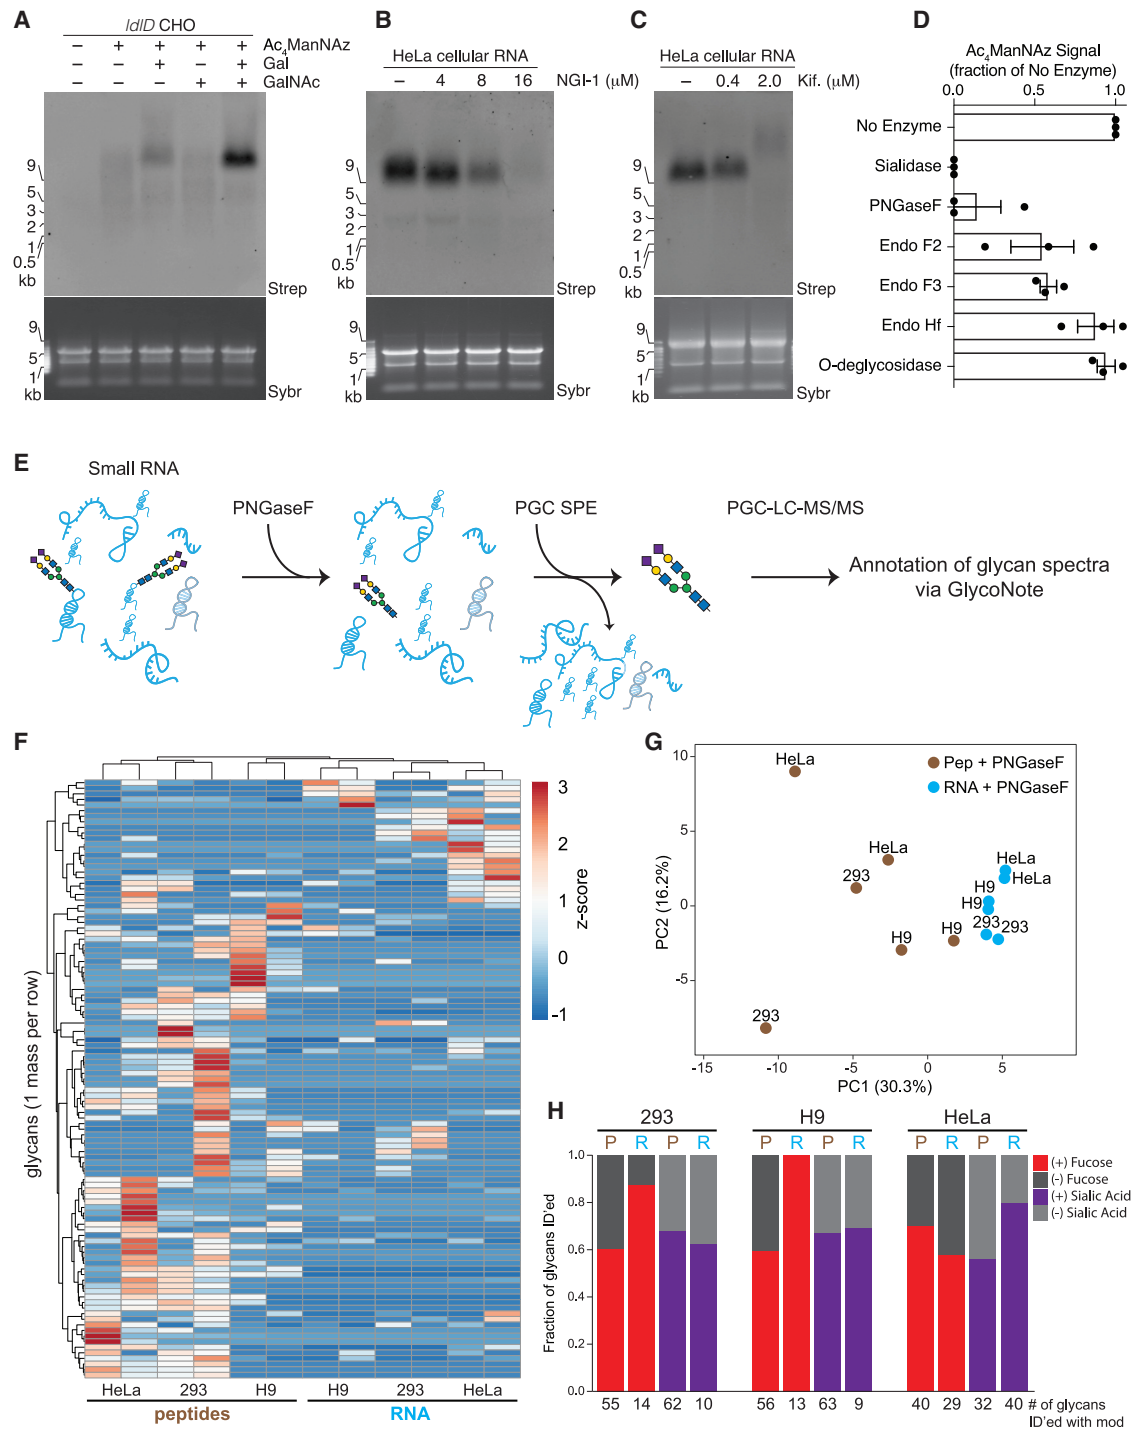 A
ldlD CHO
− + + + + Ac4ManNAz
− − + − + Gal
− − − + + GalNAc
9
5
3
2
1
0.5
kb
Strep
9
5
1
kb
Sybr
B
HeLa cellular RNA
− 4 8 16 NGI-1 (μM)
9
5
3
2
1
0.5
kb
Strep
9
5
1
kb
Sybr
C
HeLa cellular RNA
− 0.4 2.0 Kif. (μM)
9
5
3
2
1
0.5
kb
Strep
9
5
1
kb
Sybr
D
Ac4ManNAz Signal
(fraction of No Enzyme)
0.0 0.5 1.0
No Enzyme
Sialidase
PNGaseF
Endo F2
Endo F3
Endo Hf
O-deglycosidase
E
Small RNA
PNGaseF
PGC SPE
PGC-LC-MS/MS
Annotation of glycan spectra
via GlycoNote
F
glycans (1 mass per row)
3
2
1
0
-1
z-score
HeLa 293 H9 H9 293 HeLa
peptides RNA
G
10
5
0
-5
PC2 (16.2%)
-15 -10 -5 0 5
PC1 (30.3%)
Pep + PNGaseF
RNA + PNGaseF
HeLa
HeLa
293
HeLa
HeLa
H9
H9
293 293
H9 H9
293
H
293 H9 HeLa
P R P R P R P R P R P R
1.0
0.8
0.6
0.4
0.2
0.0
Fraction of glycans ID'ed
(+) Fucose
(-) Fucose
(+) Sialic Acid
(-) Sialic Acid
55 14 62 10 56 13 63 9 40 29 32 40 # of glycans
ID'ed with mod